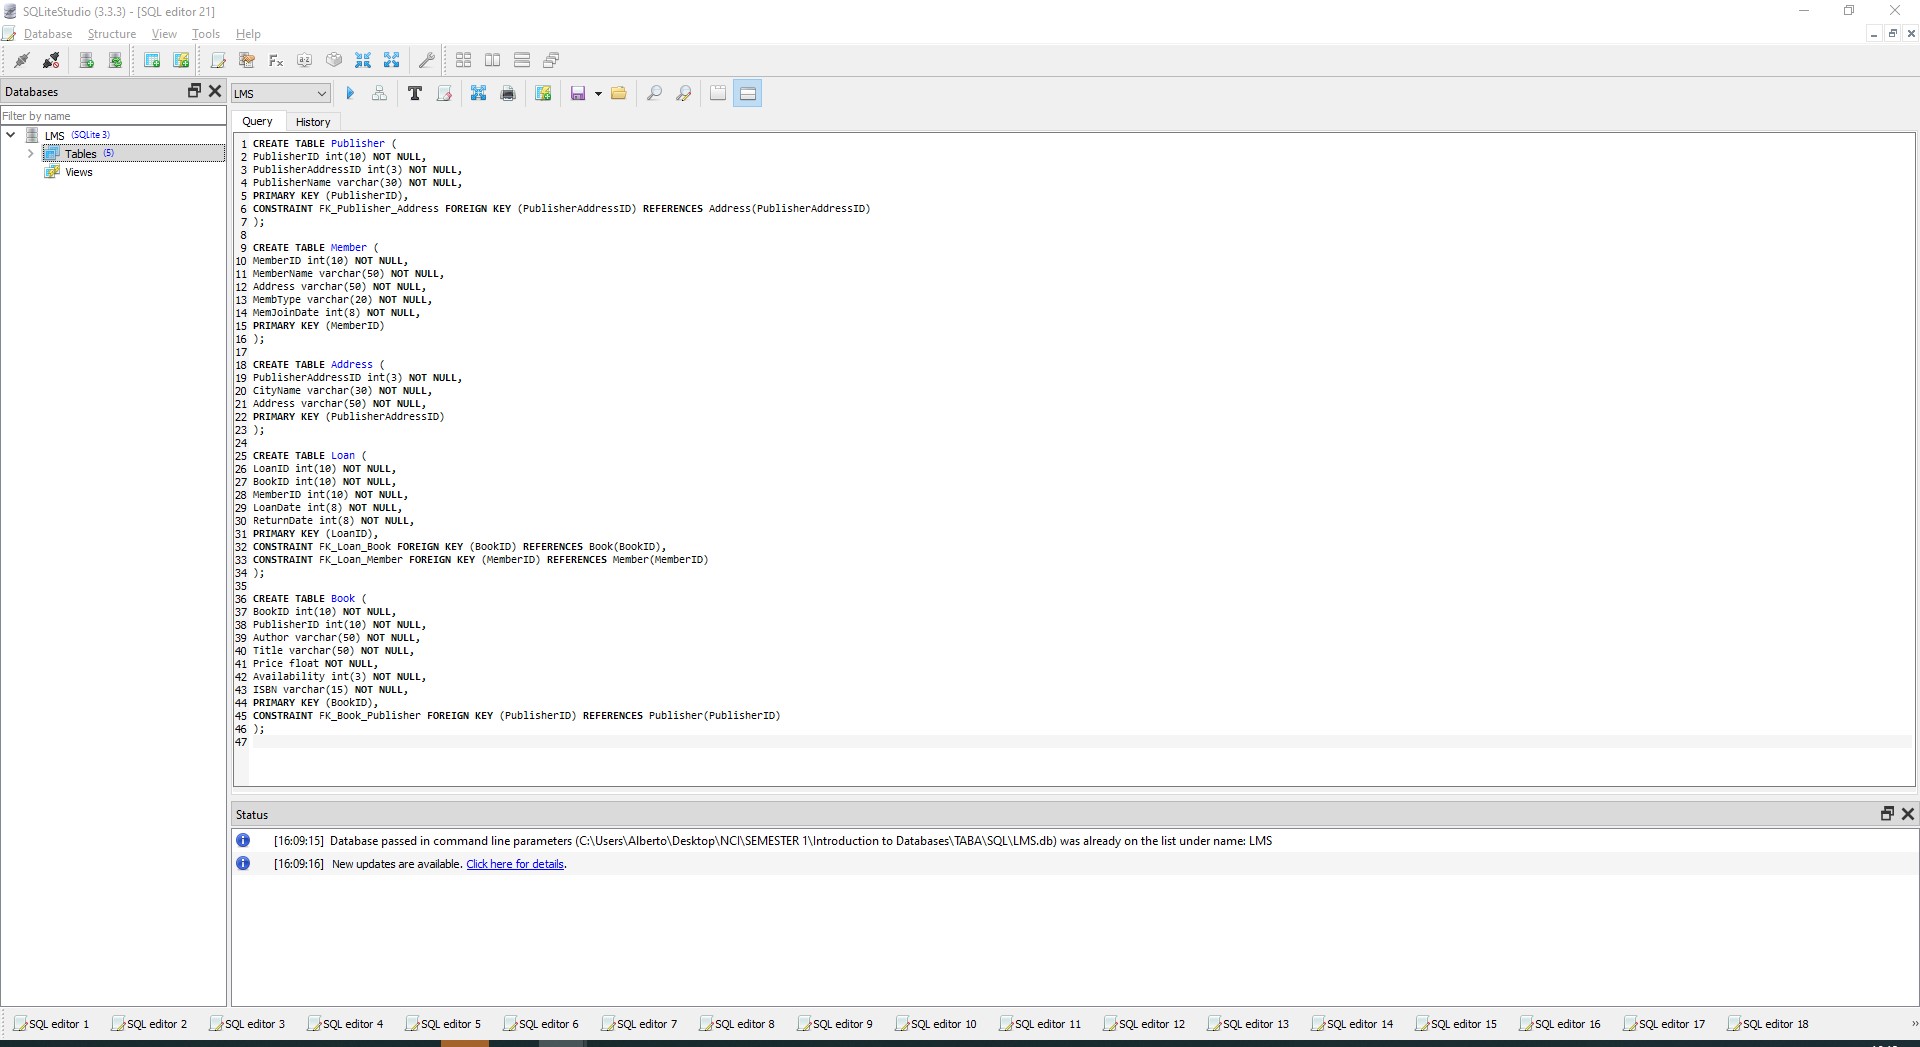 SQLiteStudio (3.3.3) - [SQL editor 21]
Database Structure View Tools Help
Databases
LMS
Filter by name
LMS (SQLite 3)
Tables (5)
Views
Query History
1 CREATE TABLE Publisher (
2 PublisherID int(10) NOT NULL,
3 PublisherAddressID int(3) NOT NULL,
4 PublisherName varchar(30) NOT NULL,
5 PRIMARY KEY (PublisherID),
6 CONSTRAINT FK_Publisher_Address FOREIGN KEY (PublisherAddressID) REFERENCES Address(PublisherAddressID)
7 );
8
9 CREATE TABLE Member (
10 MemberID int(10) NOT NULL,
11 MemberName varchar(50) NOT NULL,
12 Address varchar(50) NOT NULL,
13 MembType varchar(20) NOT NULL,
14 MemJoinDate int(8) NOT NULL,
15 PRIMARY KEY (MemberID)
16 );
17
18 CREATE TABLE Address (
19 PublisherAddressID int(3) NOT NULL,
20 CityName varchar(30) NOT NULL,
21 Address varchar(50) NOT NULL,
22 PRIMARY KEY (PublisherAddressID)
23 );
24
25 CREATE TABLE Loan (
26 LoanID int(10) NOT NULL,
27 BookID int(10) NOT NULL,
28 MemberID int(10) NOT NULL,
29 LoanDate int(8) NOT NULL,
30 ReturnDate int(8) NOT NULL,
31 PRIMARY KEY (LoanID),
32 CONSTRAINT FK_Loan_Book FOREIGN KEY (BookID) REFERENCES Book(BookID),
33 CONSTRAINT FK_Loan_Member FOREIGN KEY (MemberID) REFERENCES Member(MemberID)
34 );
35
36 CREATE TABLE Book (
37 BookID int(10) NOT NULL,
38 PublisherID int(10) NOT NULL,
39 Author varchar(50) NOT NULL,
40 Title varchar(50) NOT NULL,
41 Price float NOT NULL,
42 Availability int(3) NOT NULL,
43 ISBN varchar(15) NOT NULL,
44 PRIMARY KEY (BookID),
45 CONSTRAINT FK_Book_Publisher FOREIGN KEY (PublisherID) REFERENCES Publisher(PublisherID)
46 );
47
Status
[16:09:15] Database passed in command line parameters (C:\Users\Alberto\Desktop\NCI\SEMESTER 1\Introduction to Databases\TABA\SQL\LMS.db) was already on the list under name: LMS
[16:09:16] New updates are available. Click here for details.
SQL editor 1 SQL editor 2 SQL editor 3 SQL editor 4 SQL editor 5 SQL editor 6 SQL editor 7 SQL editor 8 SQL editor 9 SQL editor 10 SQL editor 11 SQL editor 12 SQL editor 13 SQL editor 14 SQL editor 15 SQL editor 16 SQL editor 17 SQL editor 18